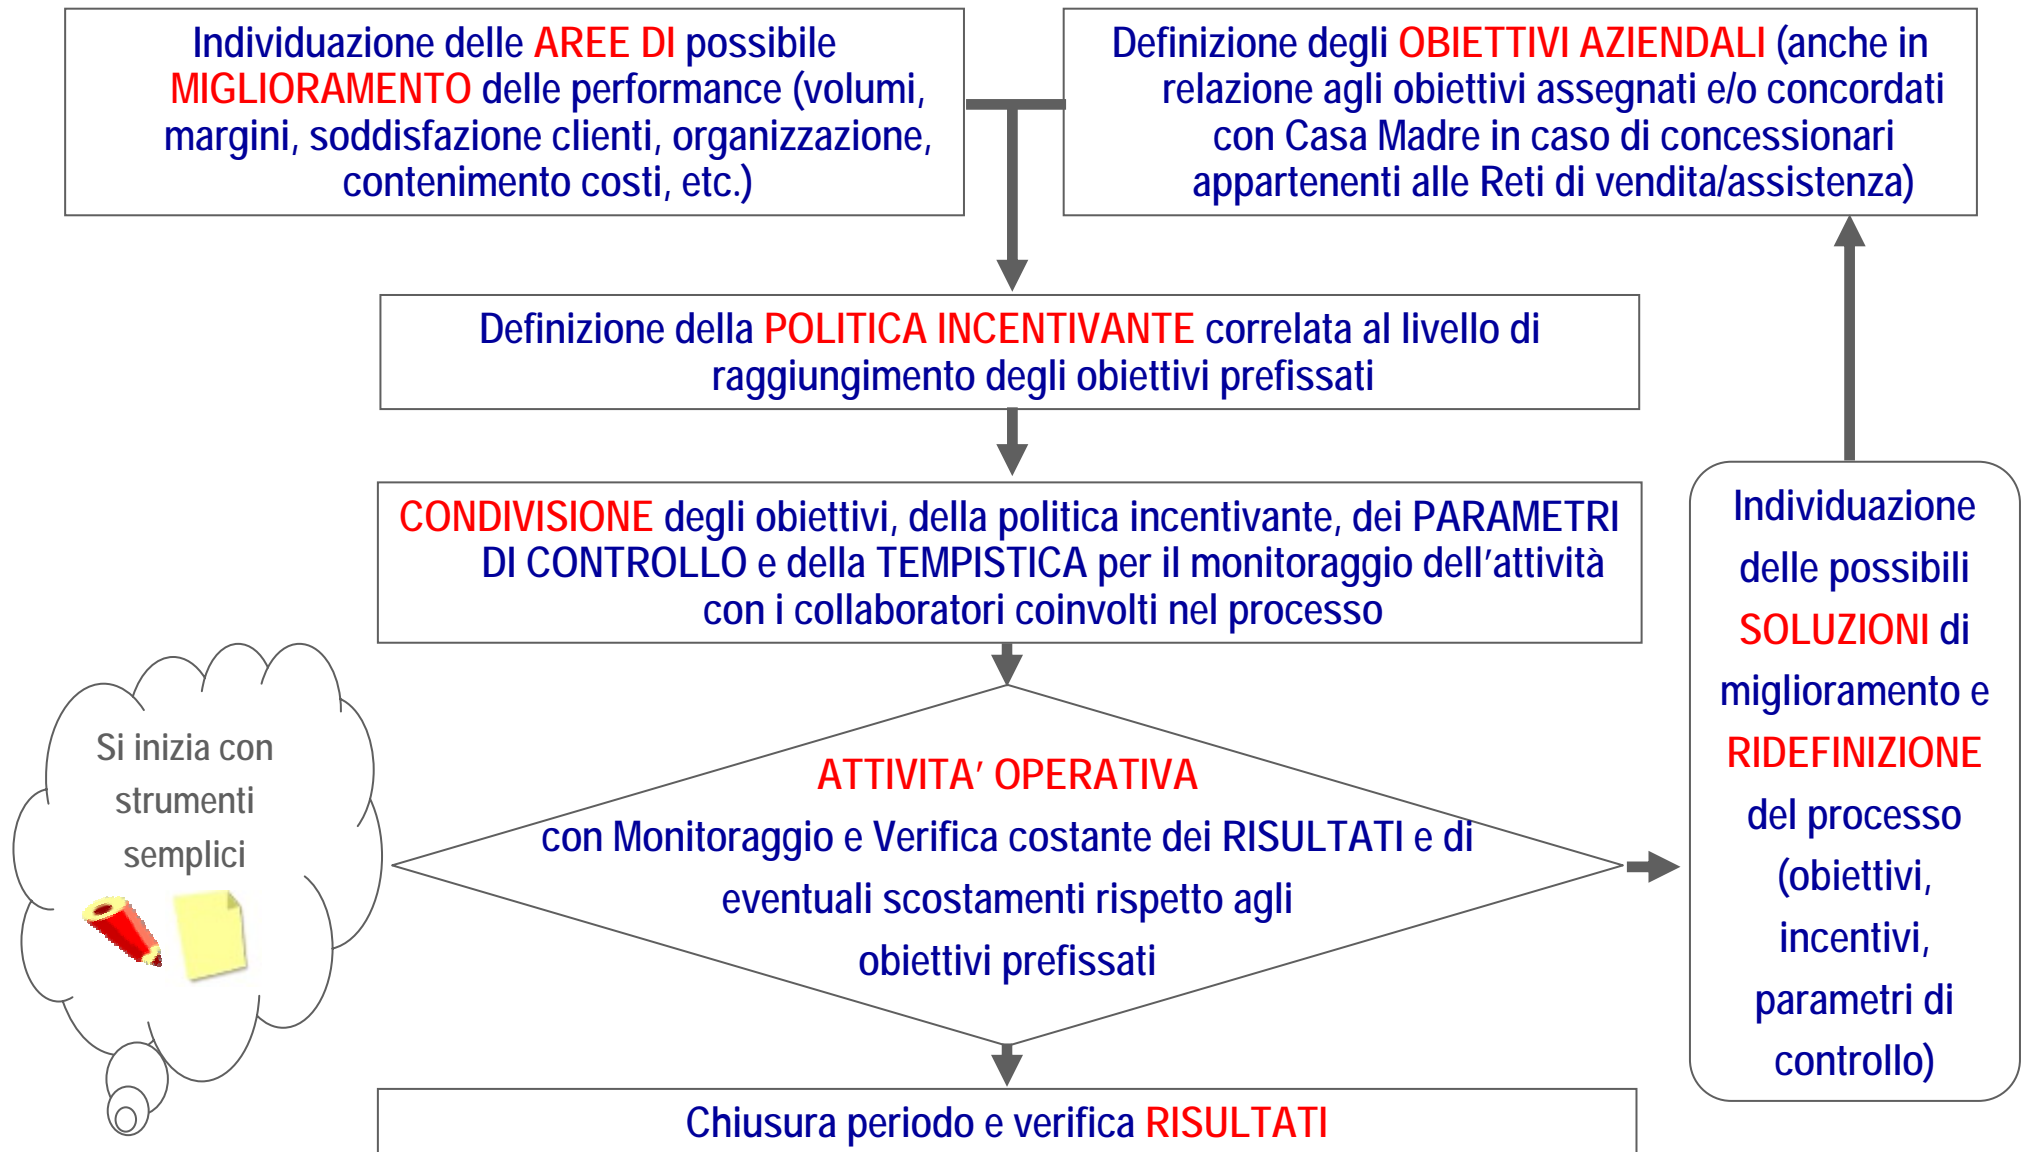 Individuazione delle AREE DI possibile
MIGLIORAMENTO delle performance (volumi,
margini, soddisfazione clienti, organizzazione,
contenimento costi, etc.)
Definizione degli OBIETTIVI AZIENDALI (anche in
relazione agli obiettivi assegnati e/o concordati
con Casa Madre in caso di concessionari
appartenenti alle Reti di vendita/assistenza)
Definizione della POLITICA INCENTIVANTE correlata al livello di
raggiungimento degli obiettivi prefissati
CONDIVISIONE degli obiettivi, della politica incentivante, dei PARAMETRI
DI CONTROLLO e della TEMPISTICA per il monitoraggio dell’attività
con i collaboratori coinvolti nel processo
Si inizia con
strumenti
semplici
ATTIVITA’ OPERATIVA
con Monitoraggio e Verifica costante dei RISULTATI e di
eventuali scostamenti rispetto agli
obiettivi prefissati
Individuazione
delle possibili
SOLUZIONI di
miglioramento e
RIDEFINIZIONE
del processo
(obiettivi,
incentivi,
parametri di
controllo)
Chiusura periodo e verifica RISULTATI